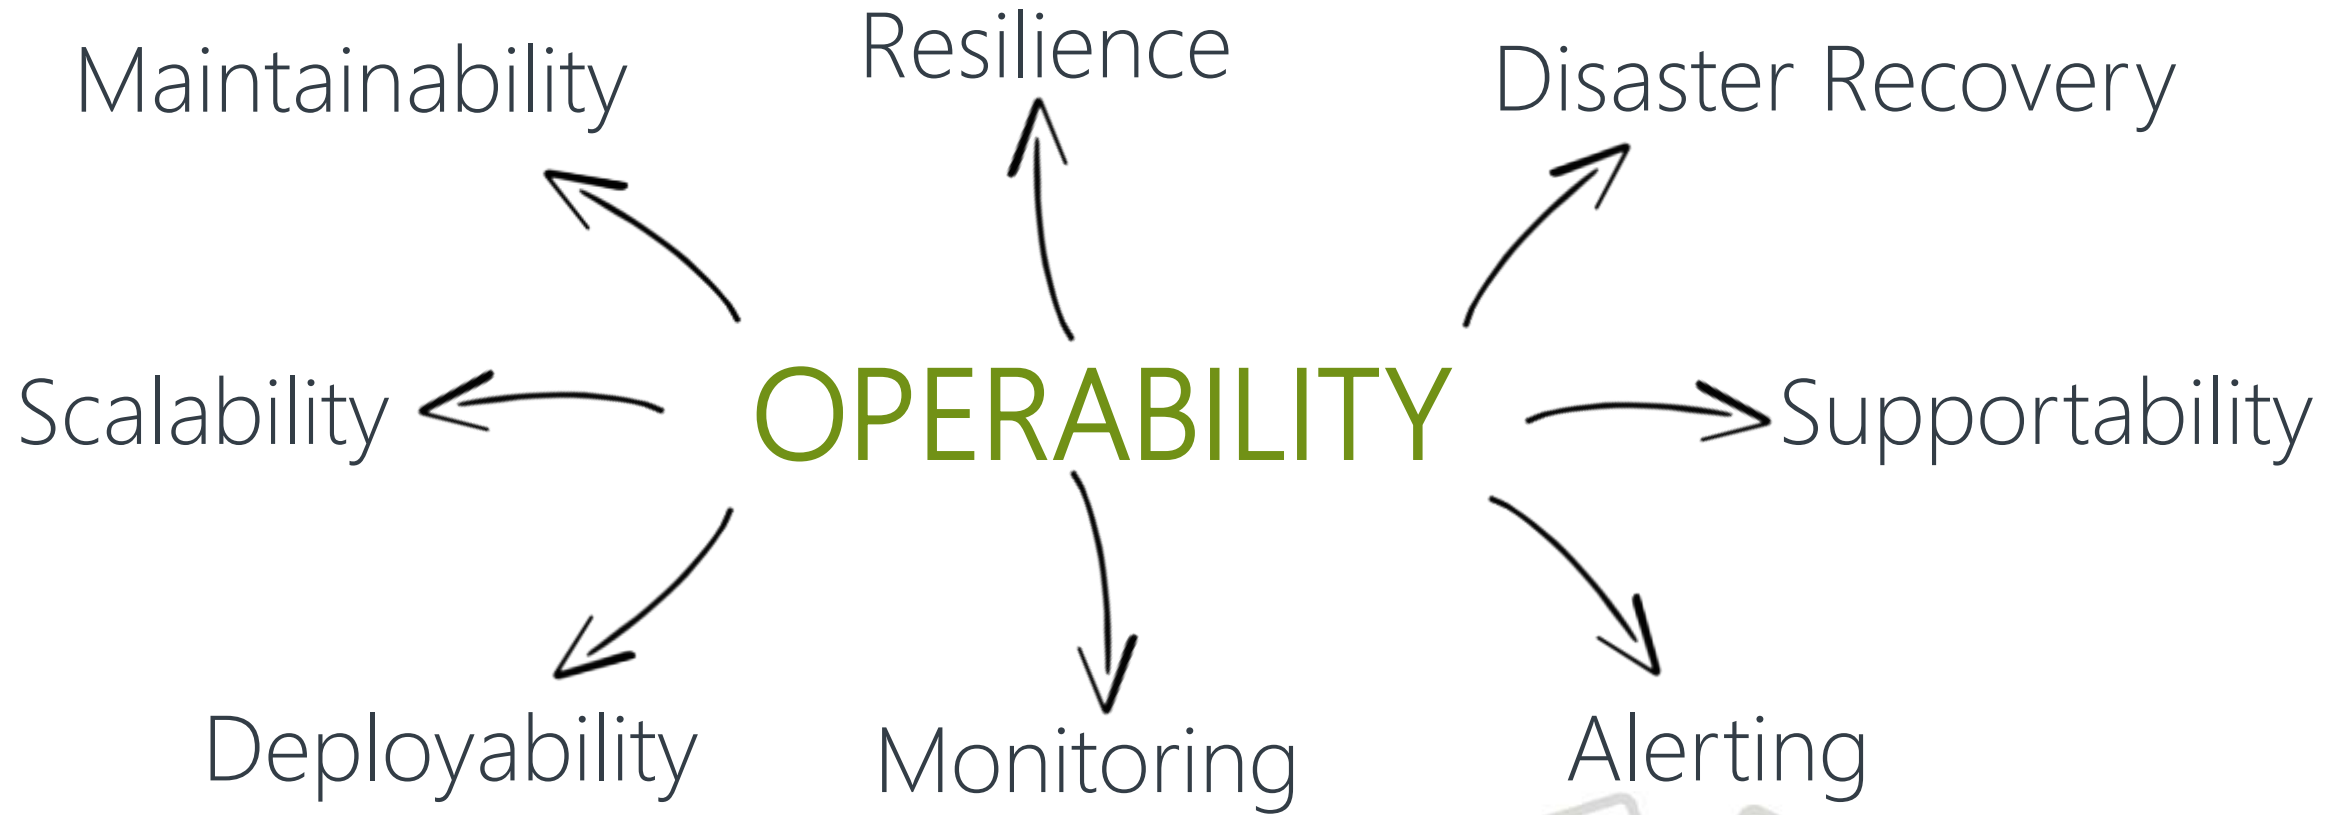 Resilience
Maintainability
Disaster Recovery
Scalability
OPERABILITY
Supportability
Deployability
Monitoring
Alerting